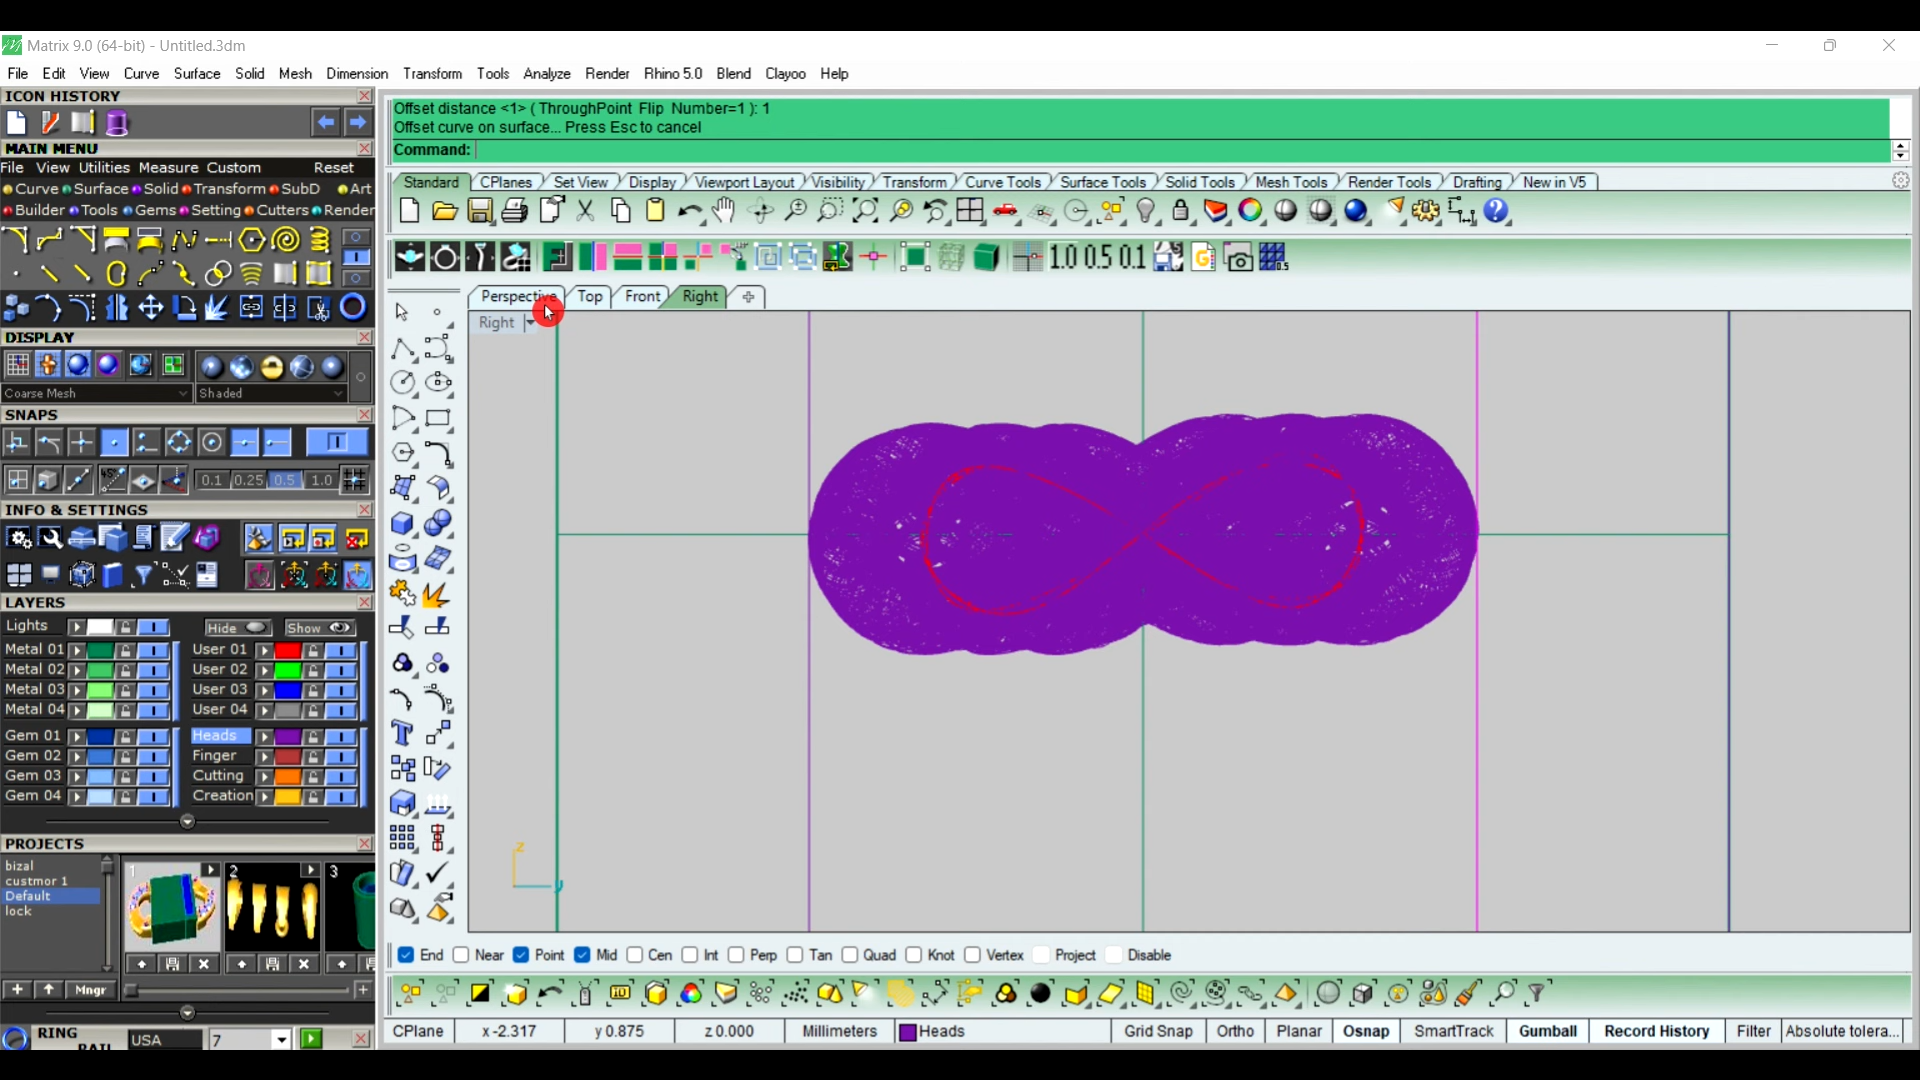 Matrix 9.0 (64-bit) - Untitled.3dm
File Edit View Curve Surface Solid Mesh Dimension Transform Tools Analyze Render Rhino 5.0 Blend Clayoo Help
ICON HISTORY
MAIN MENU
File View Utilities Measure Custom Reset
Curve Surface Solid Transform SubD Art
Builder Tools Gems Setting Cutters Render
DISPLAY
Coarse Mesh Shaded
SNAPS
0.1 0.25 0.5 1.0
INFO & SETTINGS
LAYERS
Lights Hide Show
Metal 01 User 01
Metal 02 User 02
Metal 03 User 03
Metal 04 User 04
Gem 01 Heads
Gem 02 Finger
Gem 03 Cutting
Gem 04 Creation
PROJECTS
bizal
custmor 1
Default
lock
1 2 3
Mngr
RING
RAIL USA 7
Offset distance <1> ( ThroughPoint Flip Number=1 ): 1
Offset curve on surface... Press Esc to cancel
Command:
Standard CPlanes Set View Display Viewport Layout Visibility Transform Curve Tools Surface Tools Solid Tools Mesh Tools Render Tools Drafting New in V5
1.0 0.5 0.1
Perspective Top Front Right
Right
z
y
End Near Point Mid Cen Int Perp Tan Quad Knot Vertex Project Disable
CPlane x -2.317 y 0.875 z 0.000 Millimeters Heads Grid Snap Ortho Planar Osnap SmartTrack Gumball Record History Filter Absolute tolera...